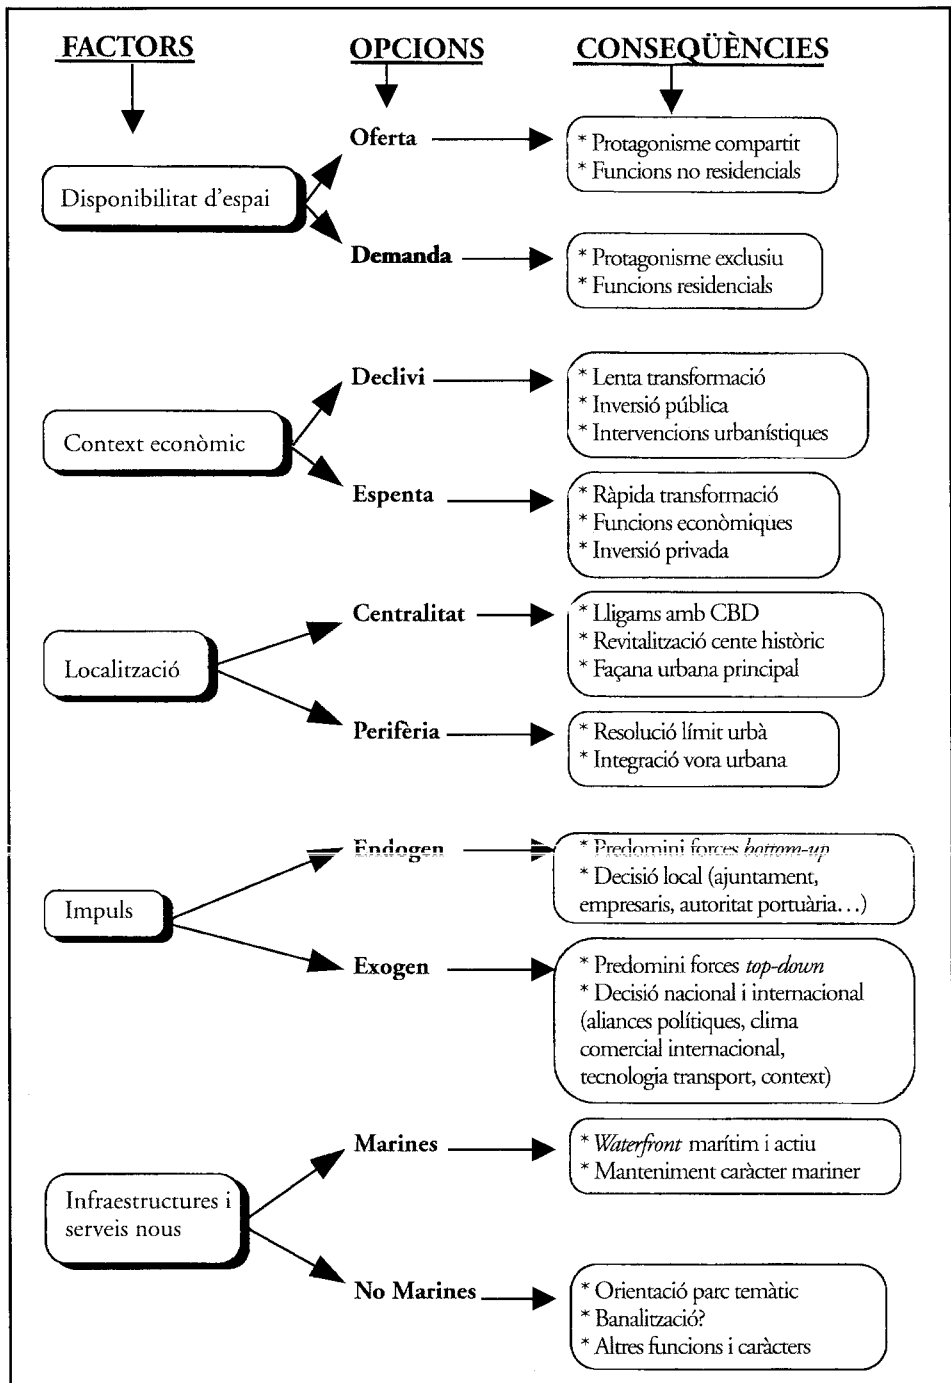 FACTORS OPCIONS CONSEQÜÈNCIES
Disponibilitat d'espai
Oferta
* Protagonisme compartit
* Funcions no residencials
Demanda
* Protagonisme exclusiu
* Funcions residencials
Context econòmic
Declivi
* Lenta transformació
* Inversió pública
* Intervencions urbanístiques
Espenta
* Ràpida transformació
* Funcions econòmiques
* Inversió privada
Localització
Centralitat
* Lligams amb CBD
* Revitalització cente històric
* Façana urbana principal
Perifèria
* Resolució límit urbà
* Integració vora urbana
Impuls
Endogen
* Predomini forces bottom-up
* Decisió local (ajuntament,
empresaris, autoritat portuària...)
Exogen
* Predomini forces top-down
* Decisió nacional i internacional
(aliances polítiques, clima
comercial internacional,
tecnologia transport, context)
Infraestructures i
serveis nous
Marines
* Waterfront marítim i actiu
* Manteniment caràcter mariner
No Marines
* Orientació parc temàtic
* Banalització?
* Altres funcions i caràcters